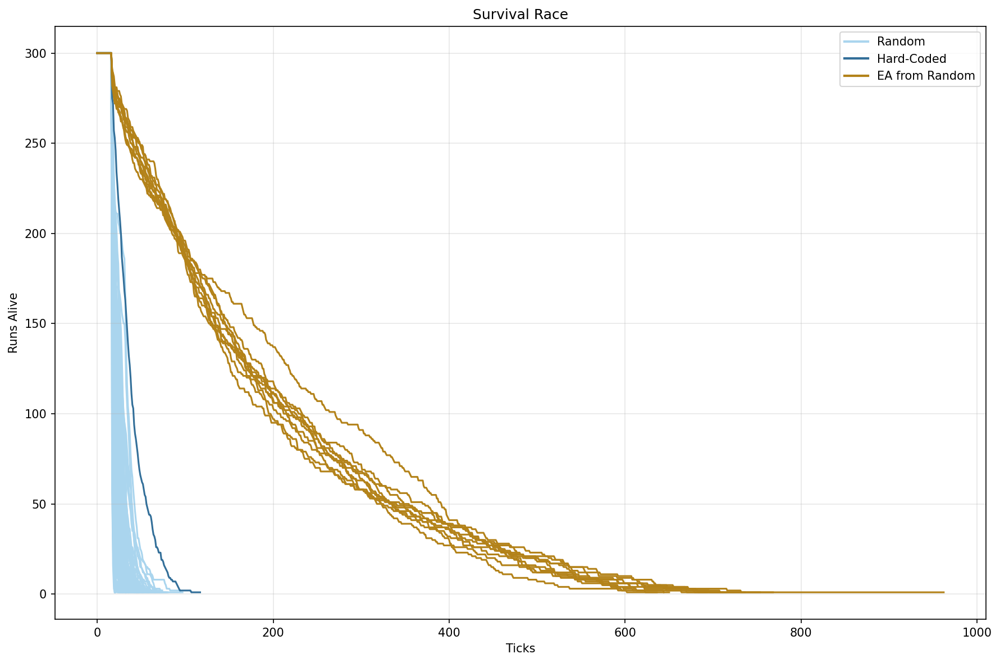 Survival Race
Random
Hard-Coded
EA from Random
300
250
200
150
100
50
0
Runs Alive
0
200
400
600
800
1000
Ticks